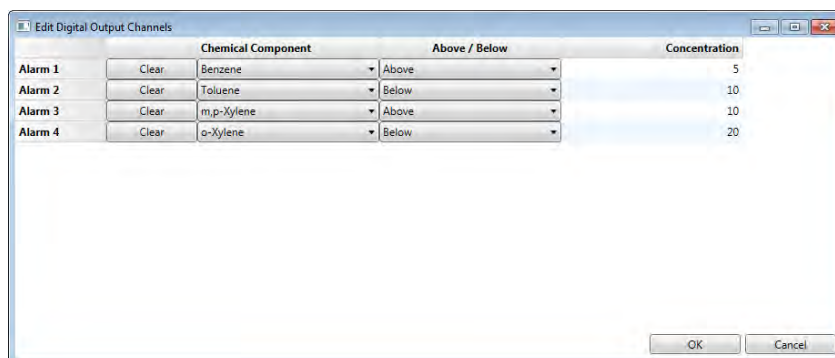 Edit Digital Output Channels
Chemical Component Above / Below Concentration
Alarm 1 Clear Benzene Above 5
Alarm 2 Clear Toluene Below 10
Alarm 3 Clear m,p-Xylene Above 10
Alarm 4 Clear o-Xylene Below 20
OK Cancel